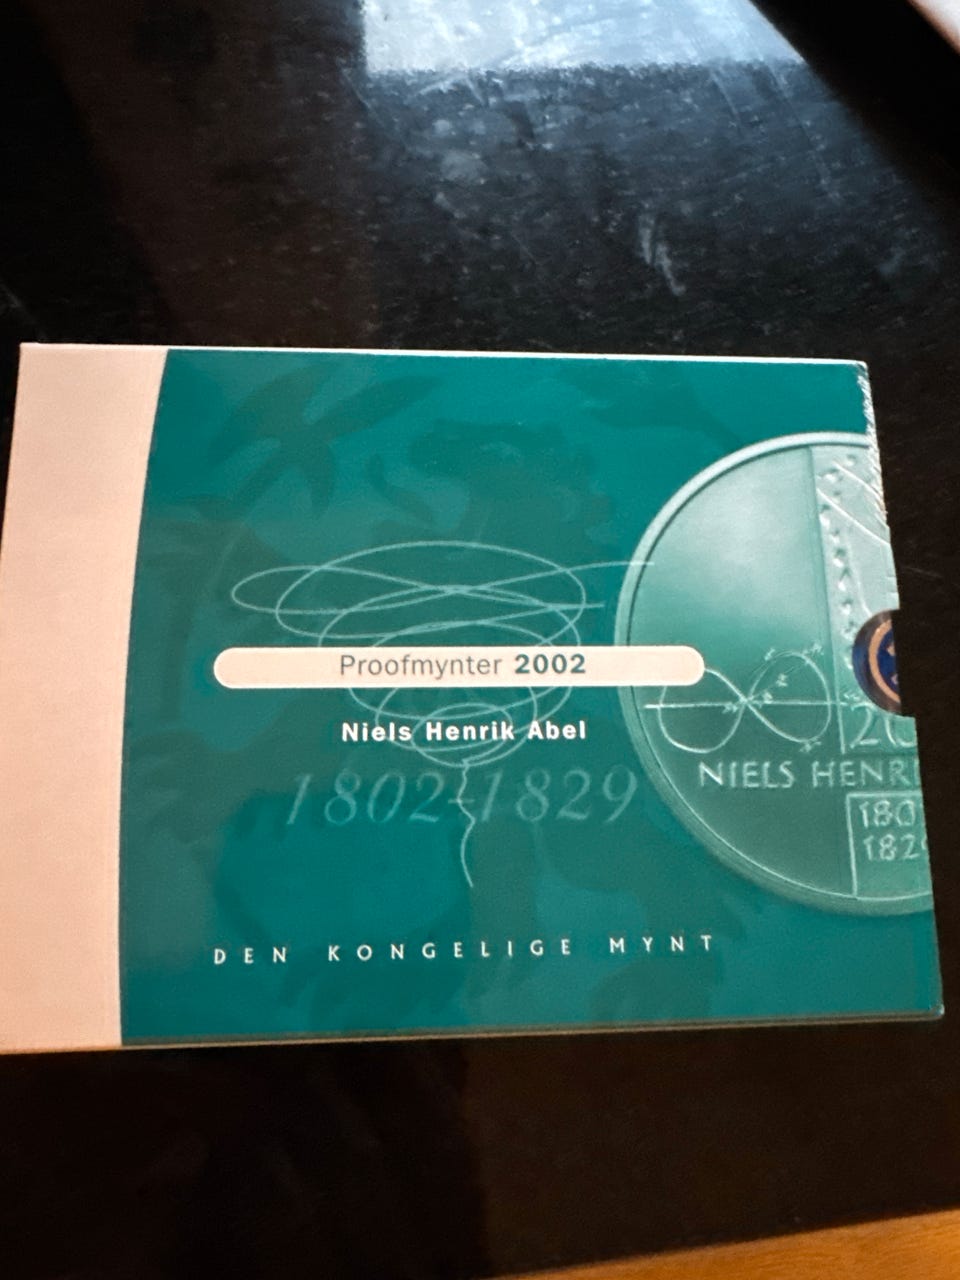 Proofmynter 2002
Niels Henrik Abel
1802-1829
DEN KONGELIGE MYNT
NIELS HENRI
180
182